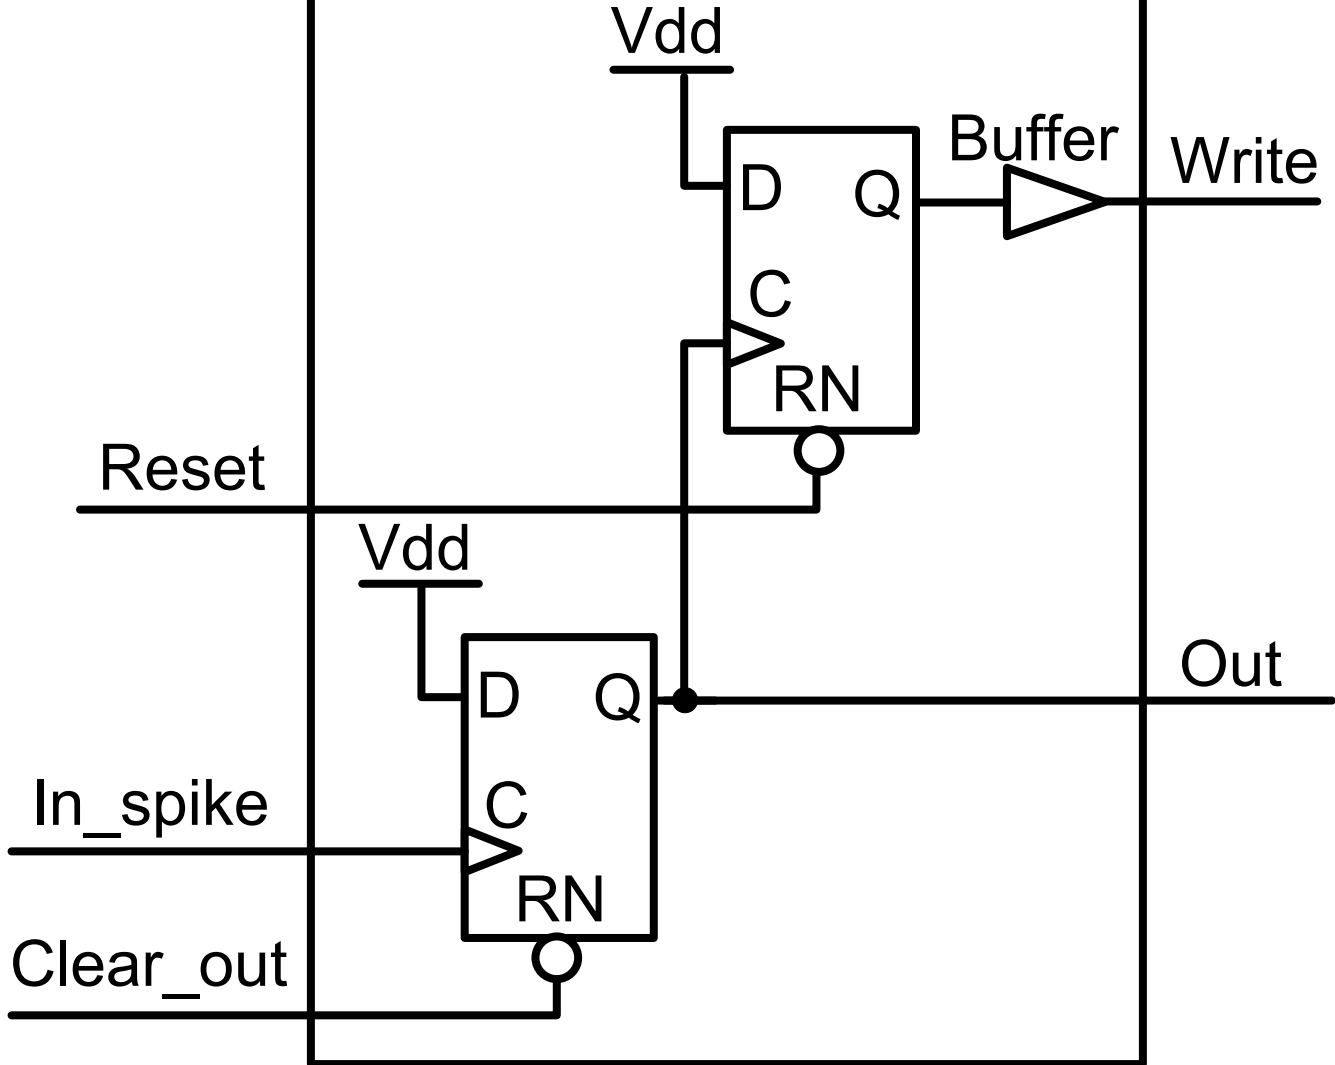 Vdd
Buffer
Write
D
Q
C
RN
Reset
Vdd
Out
D
Q
In_spike
C
RN
Clear_out